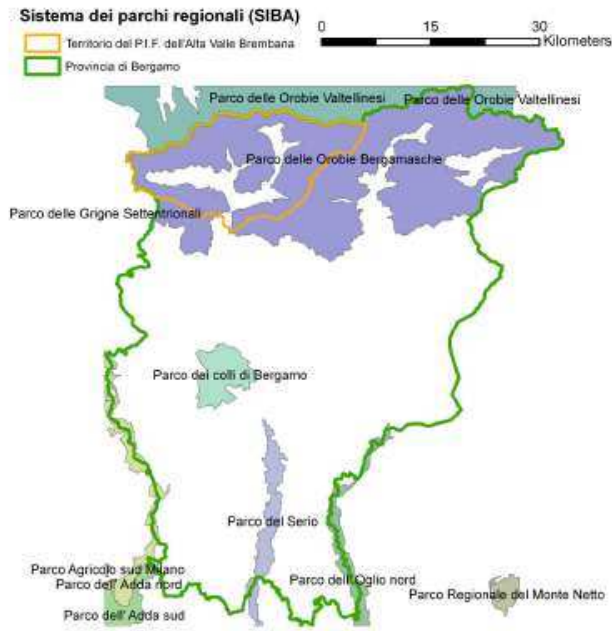 Sistema dei parchi regionali (SIBA)
0 15 30
Kilometers
Territorio del P.I.F. dell'Alta Valle Brembana
Provincia di Bergamo
Parco delle Orobie Valtellinesi
Parco delle Orobie Valtellinesi
Parco delle Orobie Bergamasche
Parco delle Grigne Settentrionali
Parco dei colli di Bergamo
Parco del Serio
Parco Agricolo sud Milano
Parco dell' Adda nord
Parco dell'Oglio nord
Parco Regionale del Monte Netto
Parco dell' Adda sud